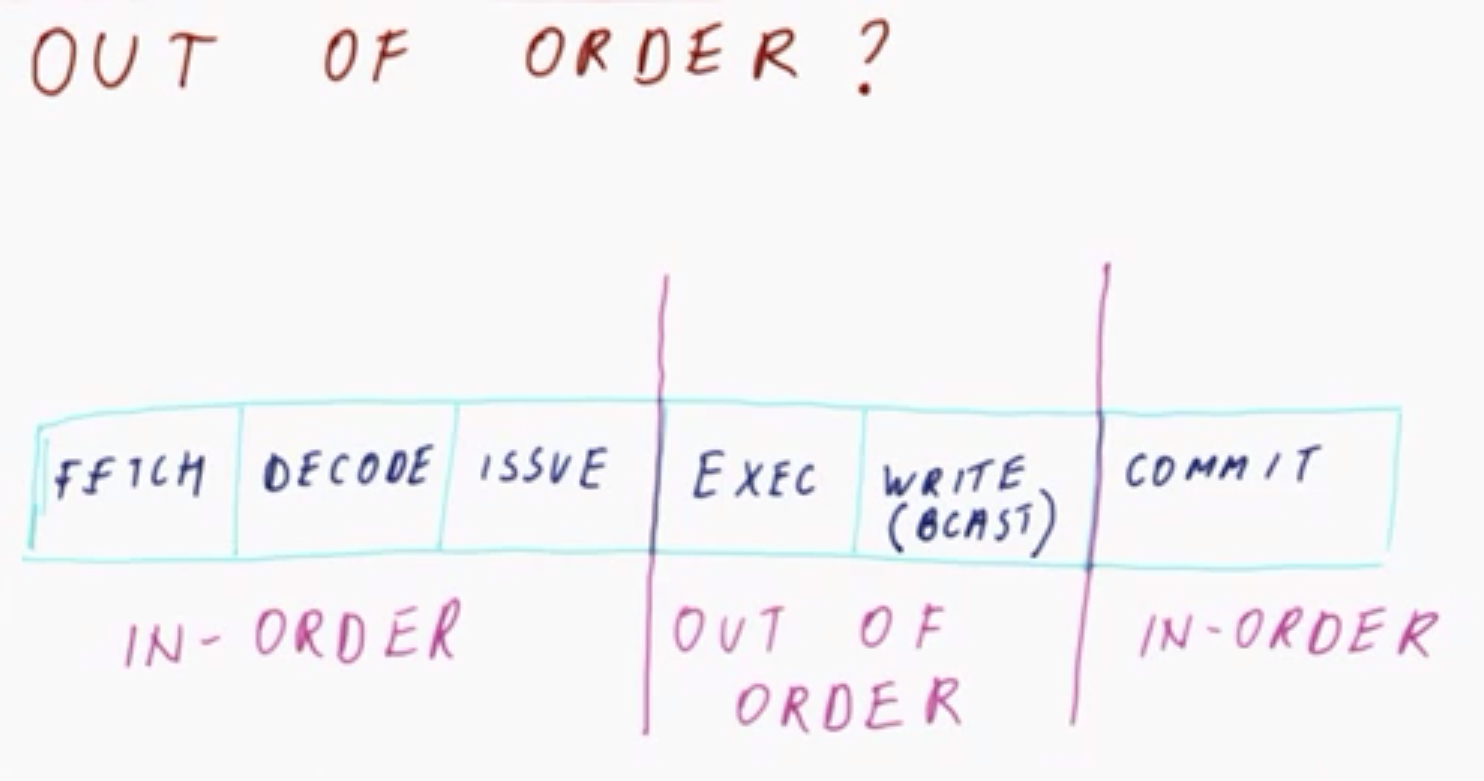 OUT OF ORDER?
FETCH DECODE ISSUE EXEC WRITE (BCAST) COMMIT
IN-ORDER OUT OF ORDER IN-ORDER